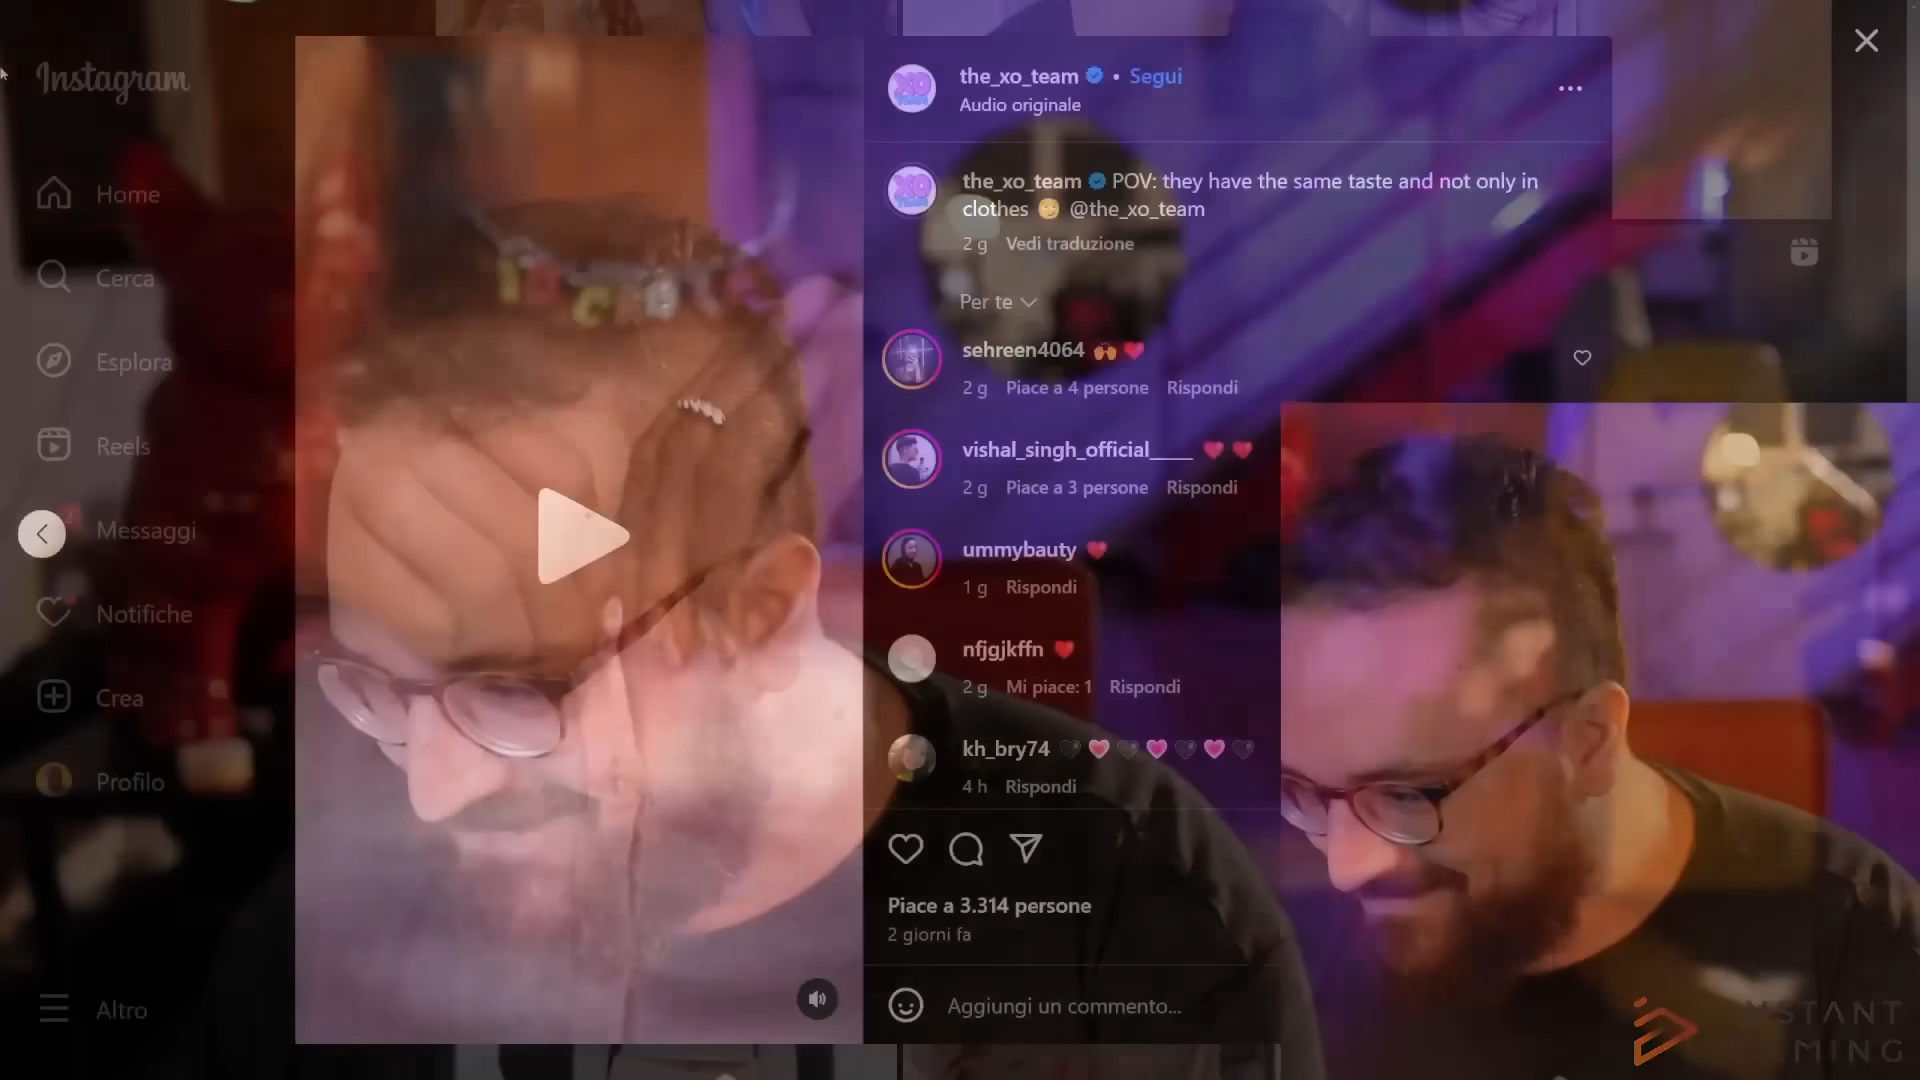 Instagram
Home
Cerca
Esplora
Reels
Messaggi
Notifiche
Crea
Profilo
Altro
the_xo_team • Segui
Audio originale
the_xo_team POV: they have the same taste and not only in
clothes 😏 @the_xo_team
2 g Vedi traduzione
Per te
sehreen4064 🙌❤️
2 g Piace a 4 persone Rispondi
vishal_singh_official_____ ❤️ ❤️
2 g Piace a 3 persone Rispondi
ummybauty ❤️
1 g Rispondi
nfjgjkffn ❤️
2 g Mi piace: 1 Rispondi
kh_bry74 🖤💗🖤💗🖤💗🖤
4 h Rispondi
Piace a 3.314 persone
2 giorni fa
Aggiungi un commento...